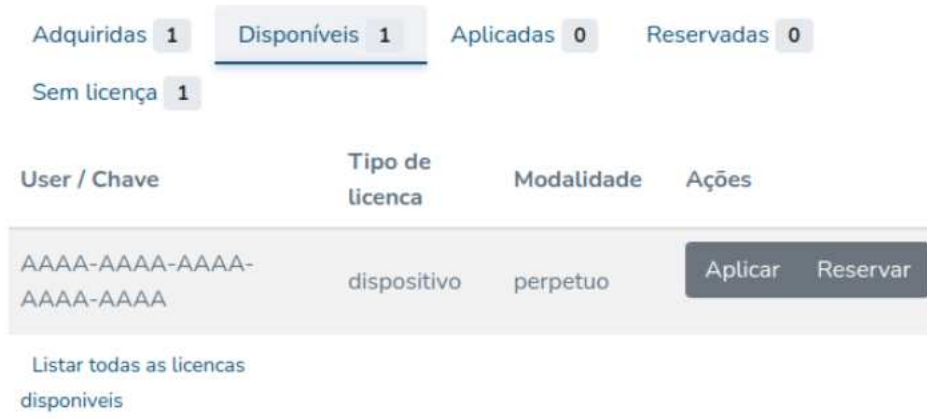 Adquiridas 1 Disponíveis 1 Aplicadas 0 Reservadas 0
Sem licença 1
User / Chave Tipo de licenca Modalidade Ações
AAAA-AAAA-AAAA-AAAA-AAAA dispositivo perpetuo Aplicar Reservar
Listar todas as licencas
disponiveis